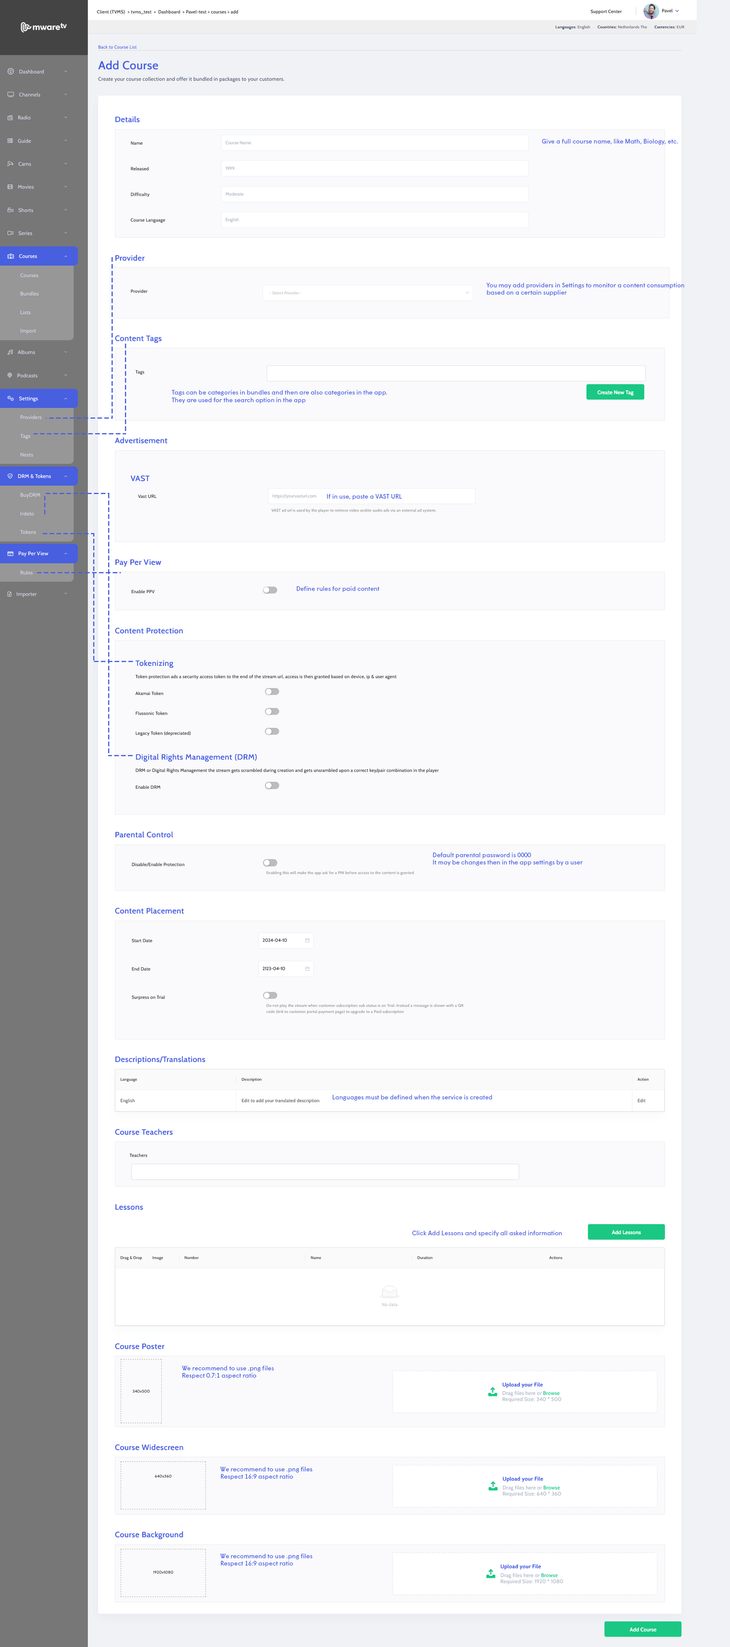 mwaretv
Client (TVMS) > tvms_test > Dashboard > Pavel-test > courses > add
Support Center
Pavel
Languages: English Countries: Netherlands The Currencies: EUR
Dashboard
Channels
Radio
Guide
Cams
Movies
Shorts
Series
Courses
Courses
Bundles
Lists
Import
Albums
Podcasts
Settings
Providers
Tags
Neets
DRM & Tokens
BuyDRM
irdeto
Tokens
Pay Per View
Rules
Importer
Back to Course List
Add Course
Create your course collection and offer it bundled in packages to your customers.
Details
Name
Course Name
Give a full course name, like Math, Biology, etc.
Released
YYYY
Difficulty
Moderate
Course Language
English
Provider
Provider
- Select Provider -
You may add providers in Settings to monitor a content consumption
based on a certain supplier
Content Tags
Tags
Tags can be categories in bundles and then are also categories in the app.
They are used for the search option in the app
Create New Tag
Advertisement
VAST
Vast URL
If in use, paste a VAST URL
VAST ad url is used by the player to retrieve video and/or audio ads via an external ad system.
Pay Per View
Enable PPV
Define rules for paid content
Content Protection
Tokenizing
Token protection ads a security access token to the end of the stream url, access is then granted based on device, ip & user agent
Akamai Token
Flussonic Token
Legacy Token (depreciated)
Digital Rights Management (DRM)
DRM or Digital Rights Management the stream gets scrambled during creation and gets unsrambled upon a correct key/pair combination in the player
Enable DRM
Parental Control
Default parental password is 0000
It may be changes then in the app settings by a user
Disable/Enable Protection
Enabling this will make the app ask for a PIN before access to the content is granted
Content Placement
Start Date
2024-04-10
End Date
2123-04-10
Surpress on Trial
Do not play the stream when customer subscription sub status is on Trial. Instead a message is shown with a QR
code (link to customer portal payment page) to upgrade to a Paid subscription
Descriptions/Translations
Language
Description
Action
English
Edit to add your translated description
Languages must be defined when the service is created
Edit
Course Teachers
Teachers
Lessons
Click Add Lessons and specify all asked information
Add Lessons
Drag & Drop
Image
Number
Name
Duration
Actions
No data
Course Poster
340x500
We recommend to use .png files
Respect 0.7:1 aspect ratio
Upload your File
Drag files here or Browse
Required Size: 340 * 500
Course Widescreen
640x360
We recommend to use .png files
Respect 16:9 aspect ratio
Upload your File
Drag files here or Browse
Required Size: 640 * 360
Course Background
1920x1080
We recommend to use .png files
Respect 16:9 aspect ratio
Upload your File
Drag files here or Browse
Required Size: 1920 * 1080
Add Course